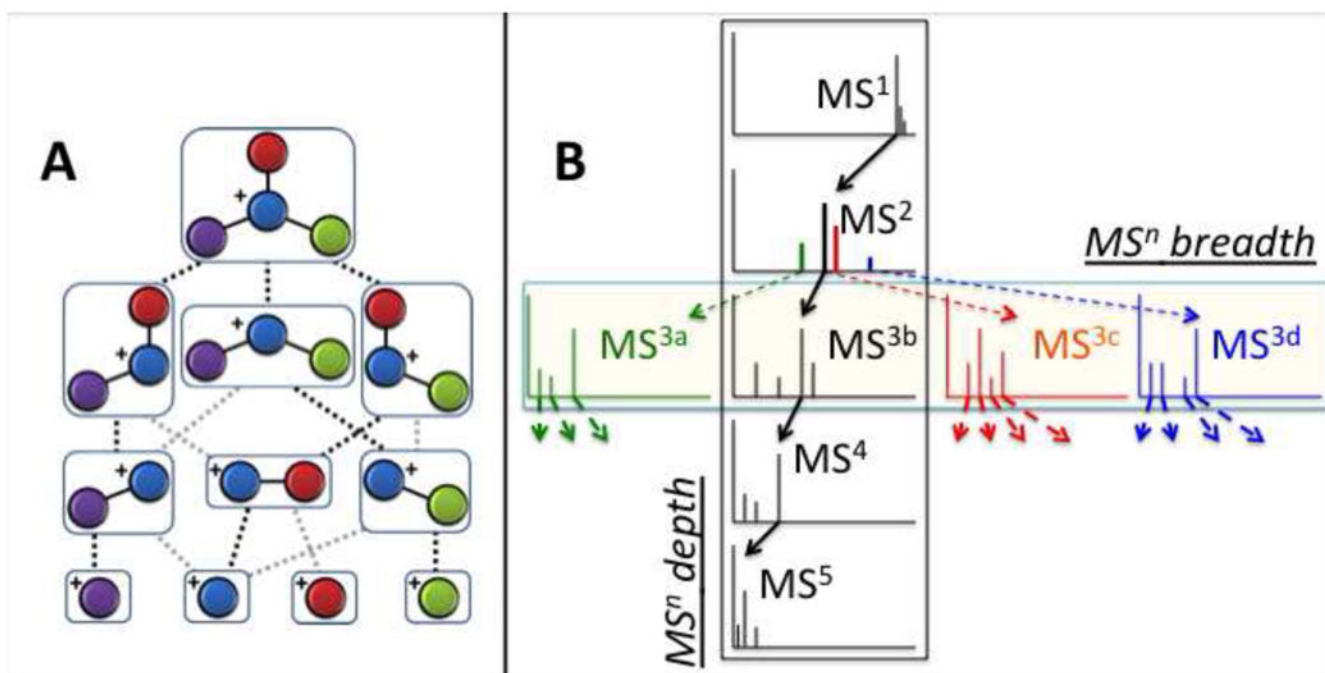 A
+
+
+
+
+
+
+
+
+
+
+
B
MS¹
MS²
MSⁿ breadth
MS³ᵃ
MS³ᵇ
MS³ᶜ
MS³ᵈ
MS⁴
MS⁵
MSⁿ depth